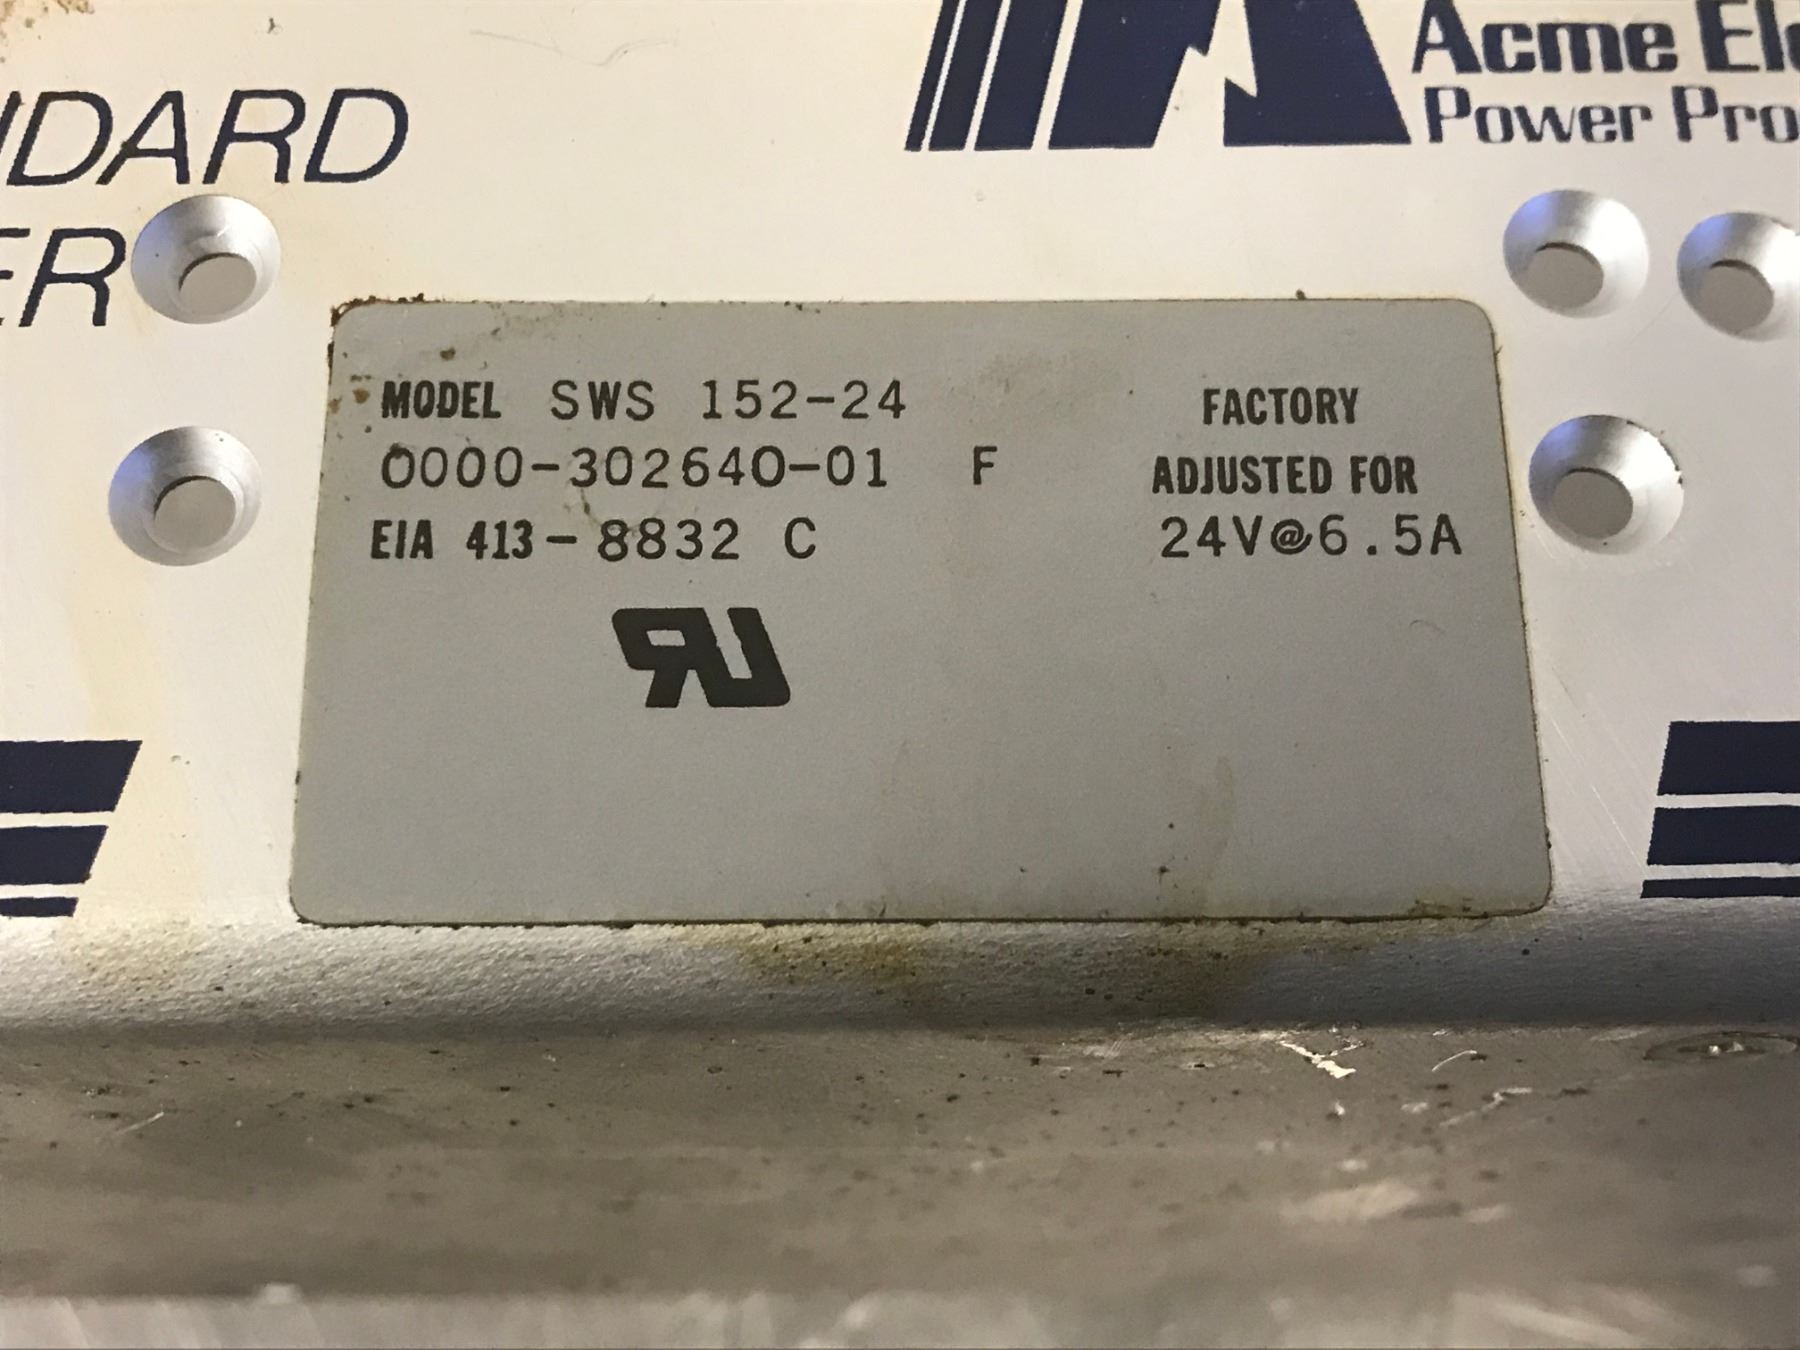 Acme Ele
Power Pro
NDARD
ER
MODEL SWS 152-24
0000-302640-01 F
EIA 413-8832 C
FACTORY
ADJUSTED FOR
24V@6.5A